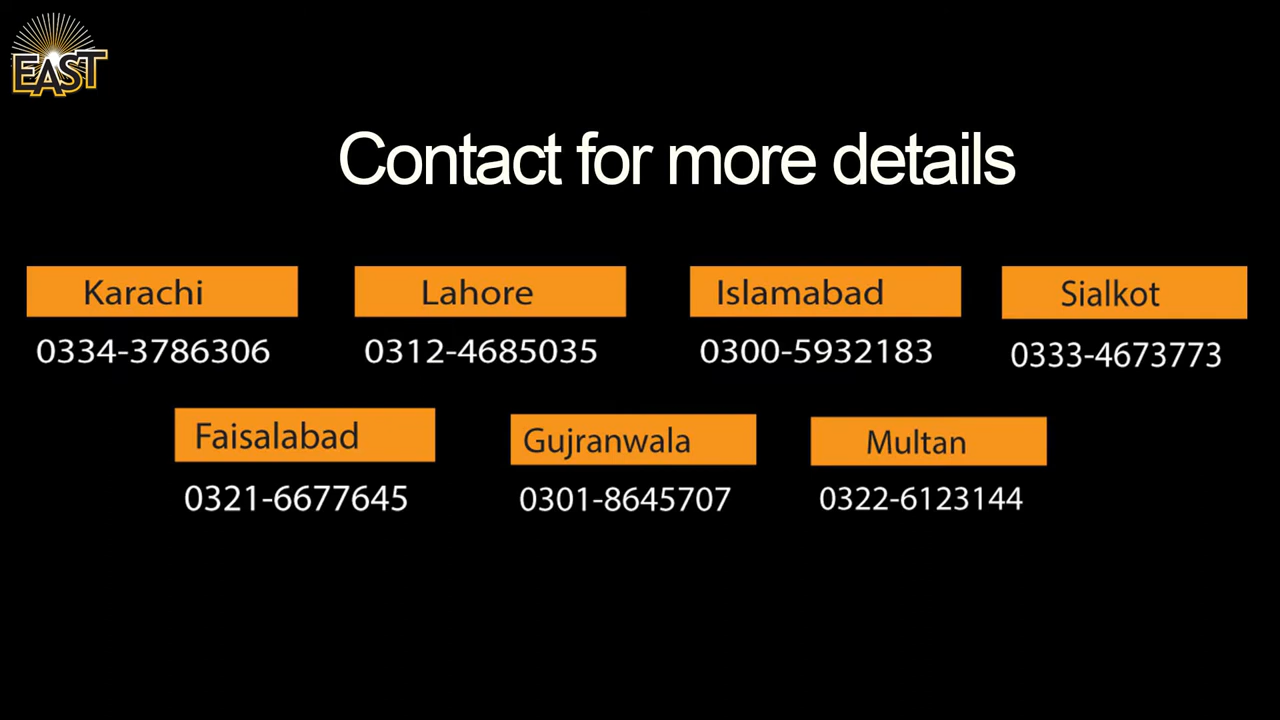 EAST
Contact for more details
Karachi Lahore Islamabad Sialkot
0334-3786306 0312-4685035 0300-5932183 0333-4673773
Faisalabad Gujranwala Multan
0321-6677645 0301-8645707 0322-6123144